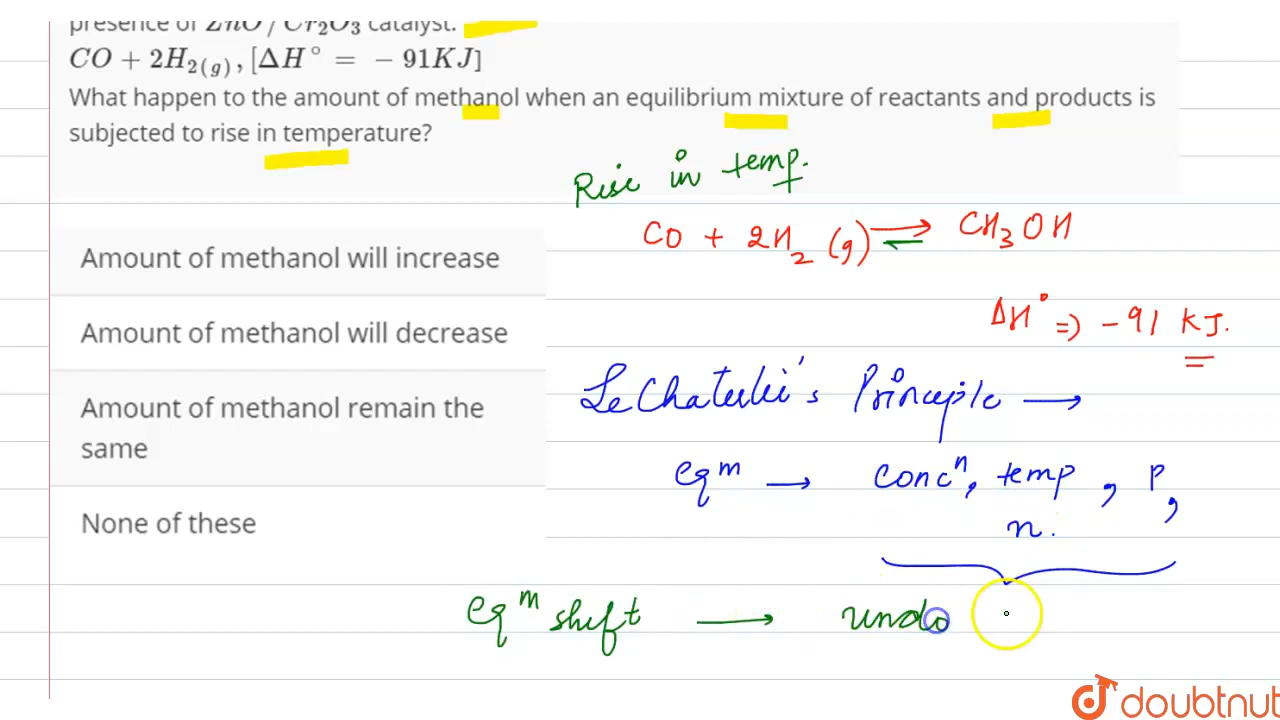 presence of ZnO / Cr₂O₃ catalyst.
CO + 2H₂₍g₎, [ΔH° = − 91KJ]
What happen to the amount of methanol when an equilibrium mixture of reactants and products is
subjected to rise in temperature?
Rise in temp.
CO + 2H₂ (g) ⇌ CH₃OH
ΔH° ⇒ -91 KJ.
Amount of methanol will increase
Amount of methanol will decrease
Amount of methanol remain the
same
None of these
Principle →
eqᵐ → concⁿ, temp, P,
n.
eqᵐ shift → undo
doubtnut